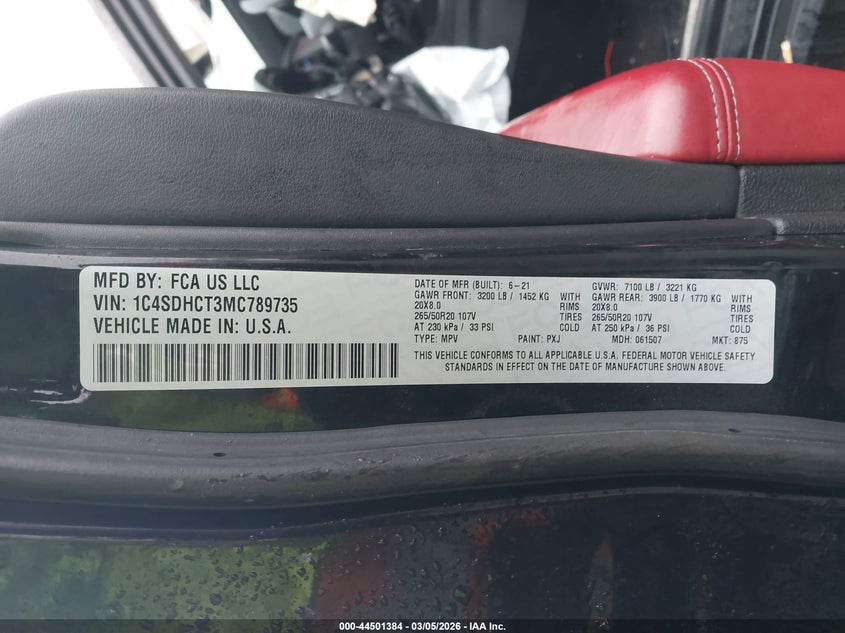 MFD BY: FCA US LLC
VIN: 1C4SDHCT3MC789735
VEHICLE MADE IN U.S.A.
DATE OF MFR (BUILT): 6-21 GVWR: 7100 LB / 3221 KG
GAWR FRONT: 3200 LB / 1452 KG WITH GAWR REAR: 3900 LB / 1770 KG WITH
20X8.0 RIMS 20X8.0 RIMS
265/50R20 107V TIRES 265/50R20 107V TIRES
AT 230 kPa / 33 PSI COLD AT 250 kPa / 36 PSI COLD
TYPE: MPV PAINT: PXJ MDH: 061507 MKT: 875
THIS VEHICLE CONFORMS TO ALL APPLICABLE U.S.A. FEDERAL MOTOR VEHICLE SAFETY
STANDARDS IN EFFECT ON THE DATE OF MANUFACTURE SHOWN ABOVE.
000-44501384 - 03/05/2026 - IAA Inc.